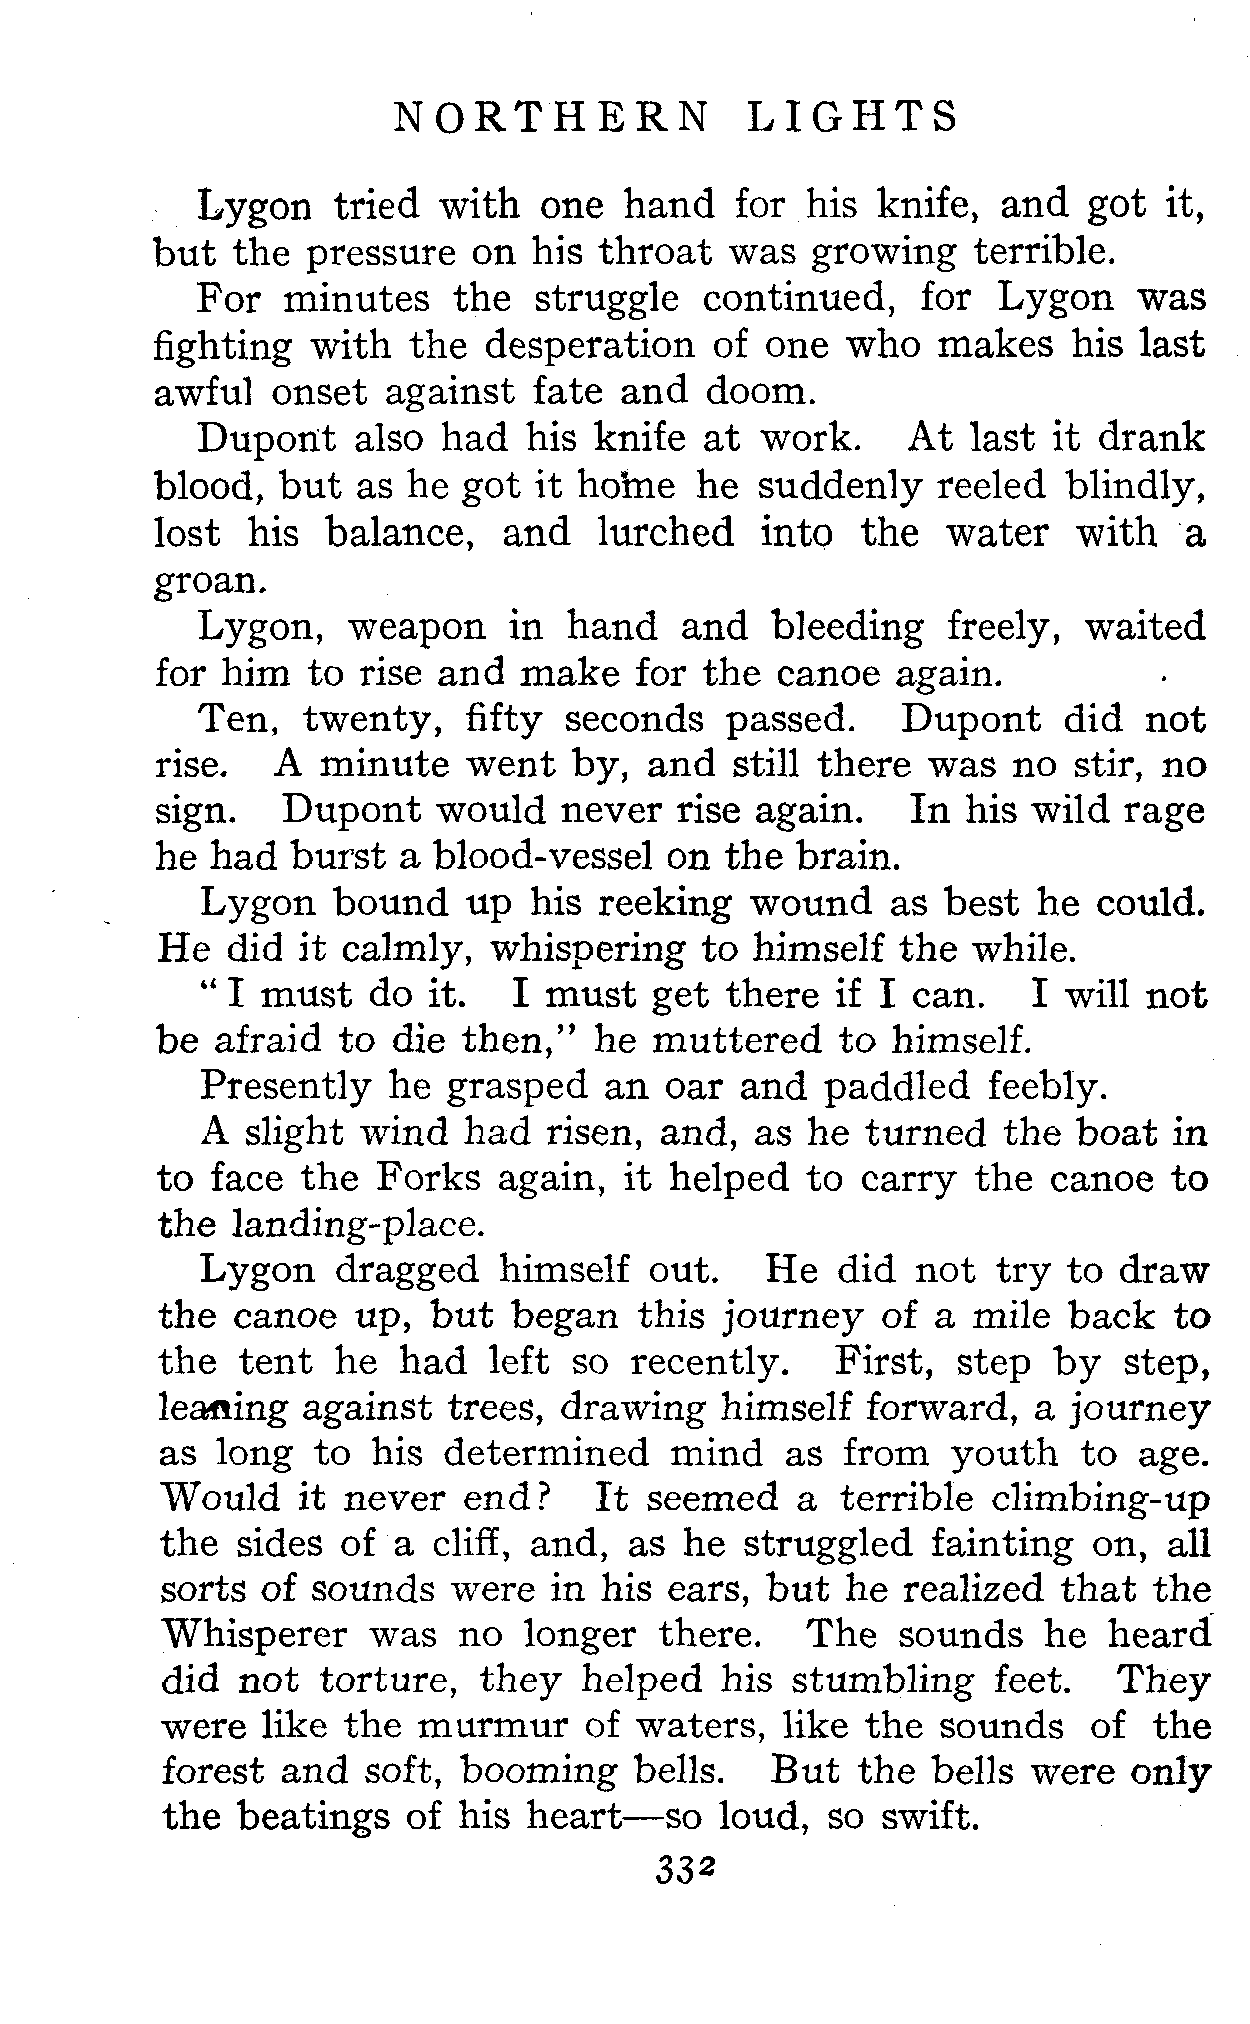 NORTHERN LIGHTS
Lygon tried with one hand for his knife, and got it,
but the pressure on his throat was growing terrible.
For minutes the struggle continued, for Lygon was
fighting with the desperation of one who makes his last
awful onset against fate and doom.
Dupont also had his knife at work. At last it drank
blood, but as he got it home he suddenly reeled blindly,
lost his balance, and lurched into the water with a
groan.
Lygon, weapon in hand and bleeding freely, waited
for him to rise and make for the canoe again.
Ten, twenty, fifty seconds passed. Dupont did not
rise. A minute went by, and still there was no stir, no
sign. Dupont would never rise again. In his wild rage
he had burst a blood-vessel on the brain.
Lygon bound up his reeking wound as best he could.
He did it calmly, whispering to himself the while.
"I must do it. I must get there if I can. I will not
be afraid to die then," he muttered to himself.
Presently he grasped an oar and paddled feebly.
A slight wind had risen, and, as he turned the boat in
to face the Forks again, it helped to carry the canoe to
the landing-place.
Lygon dragged himself out. He did not try to draw
the canoe up, but began this journey of a mile back to
the tent he had left so recently. First, step by step,
leaning against trees, drawing himself forward, a journey
as long to his determined mind as from youth to age.
Would it never end? It seemed a terrible climbing-up
the sides of a cliff, and, as he struggled fainting on, all
sorts of sounds were in his ears, but he realized that the
Whisperer was no longer there. The sounds he heard
did not torture, they helped his stumbling feet. They
were like the murmur of waters, like the sounds of the
forest and soft, booming bells. But the bells were only
the beatings of his heart—so loud, so swift.
332